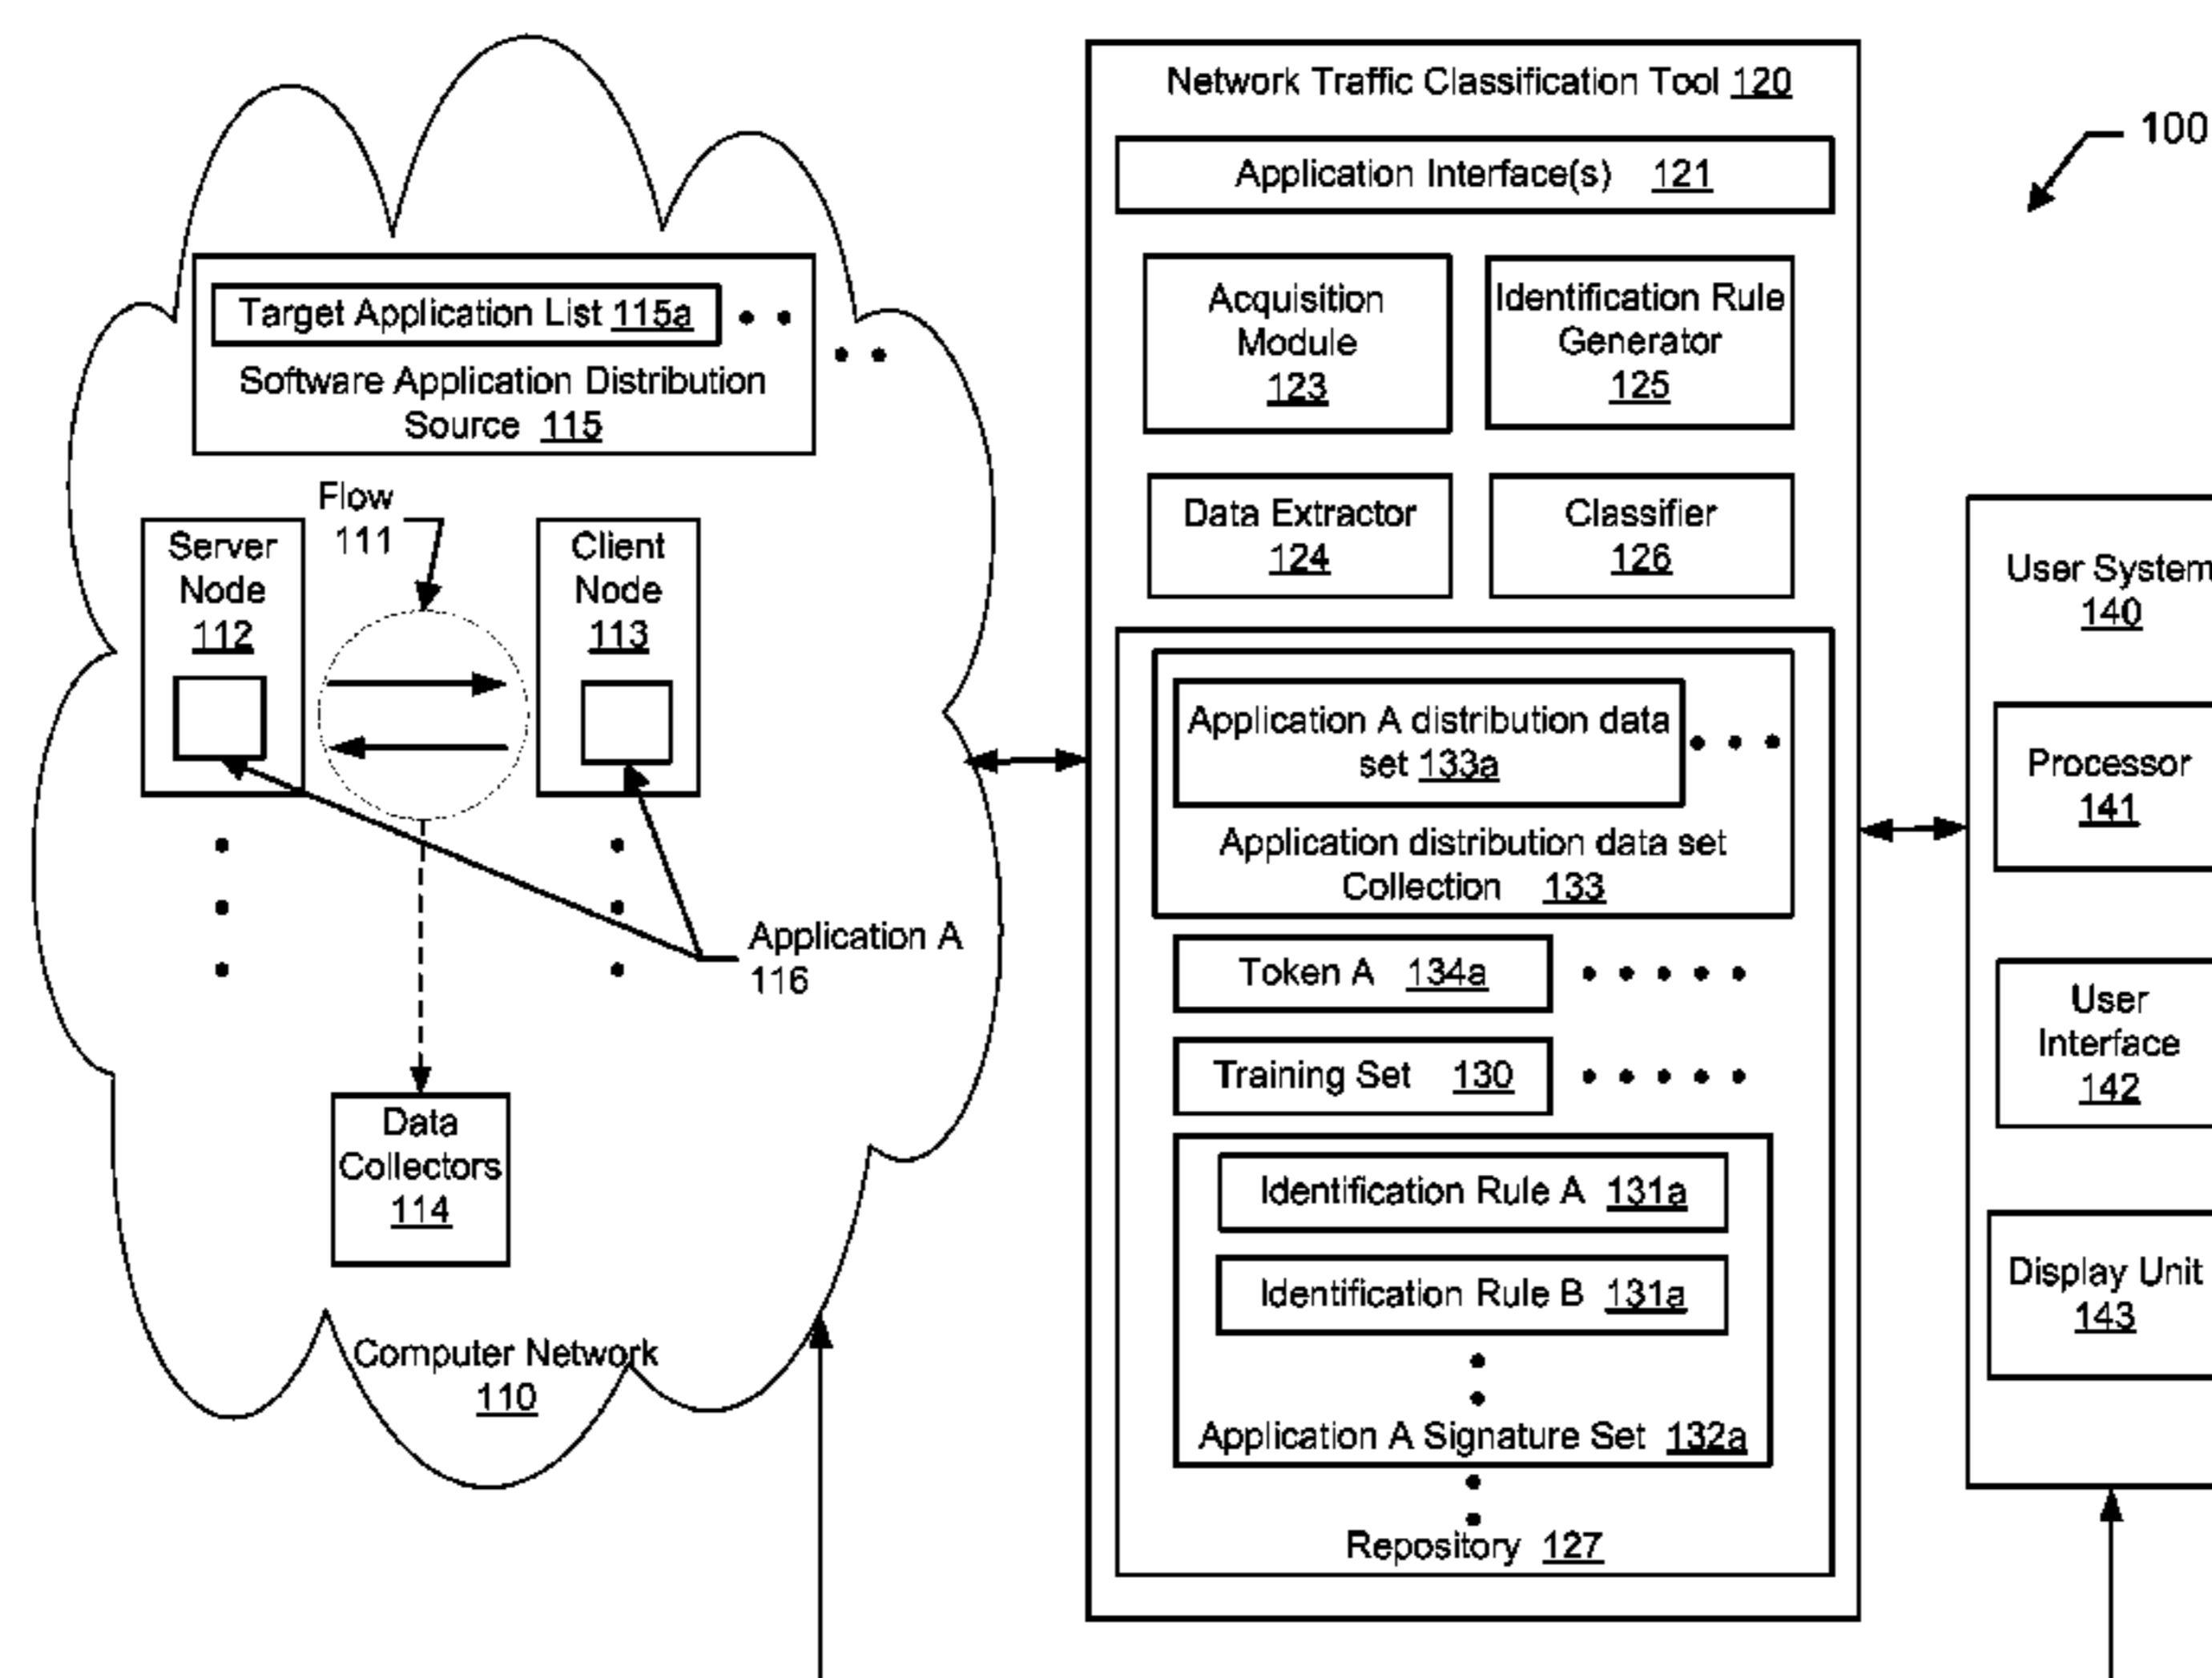 Network Traffic Classification Tool 120
100
Application Interface(s) 121
Target Application List 115a
Software Application Distribution
Source 115
Acquisition
Module
123
Identification Rule
Generator
125
Flow
111
Server
Node
112
Client
Node
113
Data Extractor
124
Classifier
126
User System
140
Application A distribution data
set 133a
Application distribution data set
Collection 133
Processor
141
Application A
116
Token A 134a
User
Interface
142
Training Set 130
Data
Collectors
114
Identification Rule A 131a
Identification Rule B 131a
Display Unit
143
Computer Network
110
Application A Signature Set 132a
Repository 127